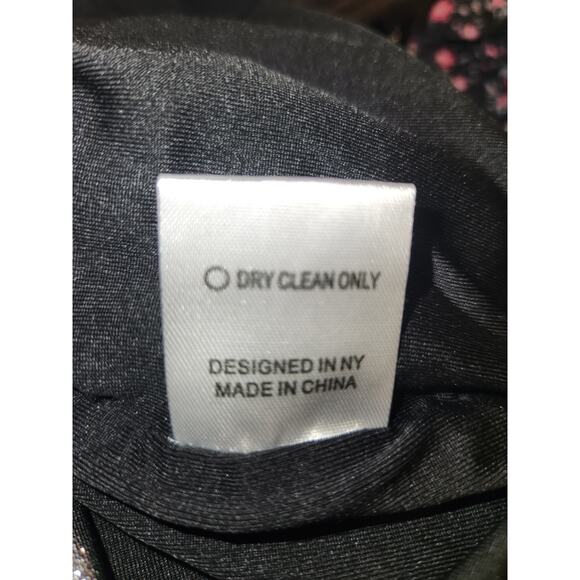 DRY CLEAN ONLY
DESIGNED IN NY
MADE IN CHINA